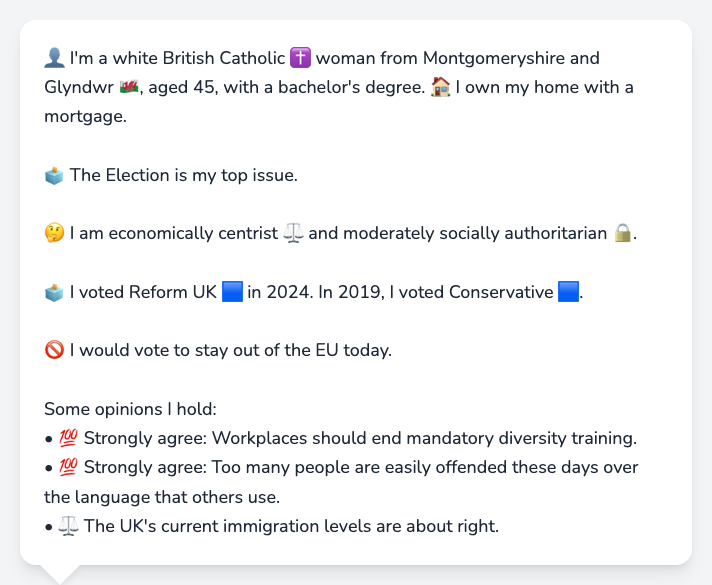 👤 I'm a white British Catholic ✝️ woman from Montgomeryshire and
Glyndwr 🏴󠁧󠁢󠁷󠁬󠁳󠁿, aged 45, with a bachelor's degree. 🏠 I own my home with a
mortgage.
🗳️ The Election is my top issue.
🤔 I am economically centrist ⚖️ and moderately socially authoritarian 🔒.
🗳️ I voted Reform UK 🟦 in 2024. In 2019, I voted Conservative 🟦.
🚫 I would vote to stay out of the EU today.
Some opinions I hold:
• 💯 Strongly agree: Workplaces should end mandatory diversity training.
• 💯 Strongly agree: Too many people are easily offended these days over
the language that others use.
• ⚖️ The UK's current immigration levels are about right.